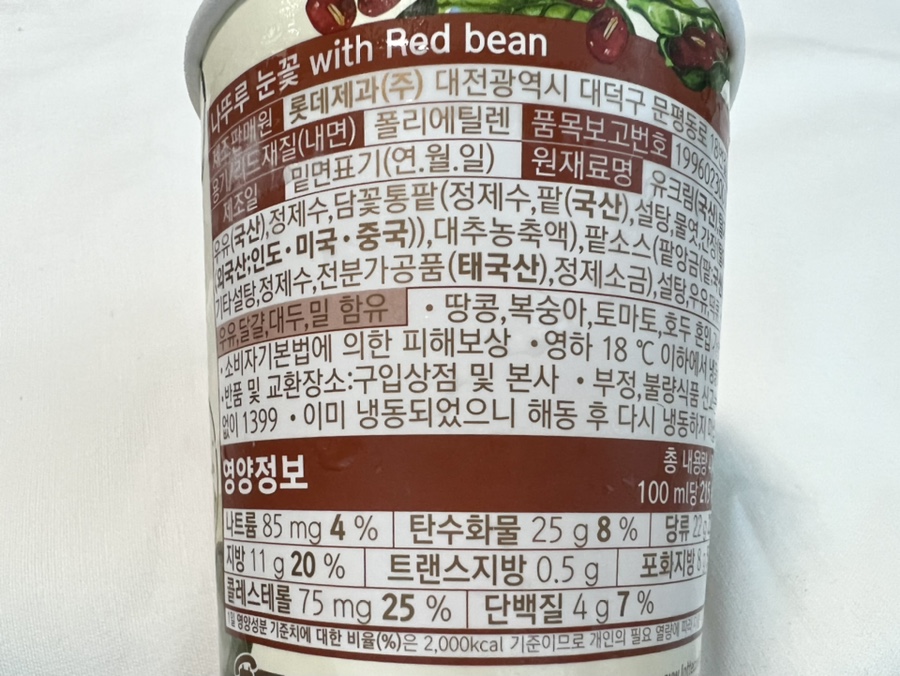 나뚜루 눈꽃 with Red bean
제조판매원 롯데제과(주) 대전광역시 대덕구 문평동로
용기/리드 재질(내면) 폴리에틸렌 품목보고번호 19960230
제조일 밑면표기(연.월.일) 원재료명 유크림(국산),
우유(국산),정제수,담꽃통팥(정제수,팥(국산),설탕,물엿,간장
외국산;인도·미국·중국)),대추농축액),팥소스(팥앙금(팥:국산
기타설탕,정제수,전분가공품(태국산),정제소금),설탕,우유,
우유,달걀,대두,밀 함유 •땅콩,복숭아,토마토,호두 혼입
•소비자기본법에 의한 피해보상 •영하 18 ℃ 이하에서
•반품 및 교환장소:구입상점 및 본사 •부정,불량식품 신고
없이 1399 •이미 냉동되었으니 해동 후 다시 냉동하지
영양정보 총 내용량
100 ml당 215
나트륨 85 mg 4 % 탄수화물 25 g 8 % 당류 22 g
지방 11 g 20 % 트랜스지방 0.5 g 포화지방 8 g
콜레스테롤 75 mg 25 % 단백질 4 g 7 %
1일 영양성분 기준치에 대한 비율(%)은 2,000kcal 기준이므로 개인의 필요 열량에 따라